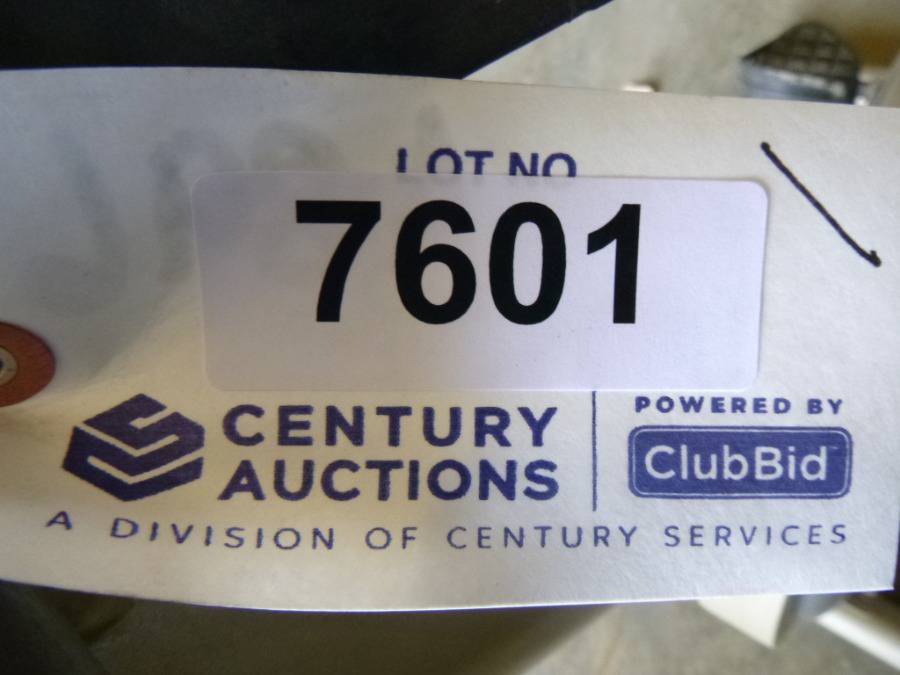 LOT NO
7601
CENTURY
AUCTIONS
A DIVISION OF CENTURY SERVICES
POWERED BY
ClubBid